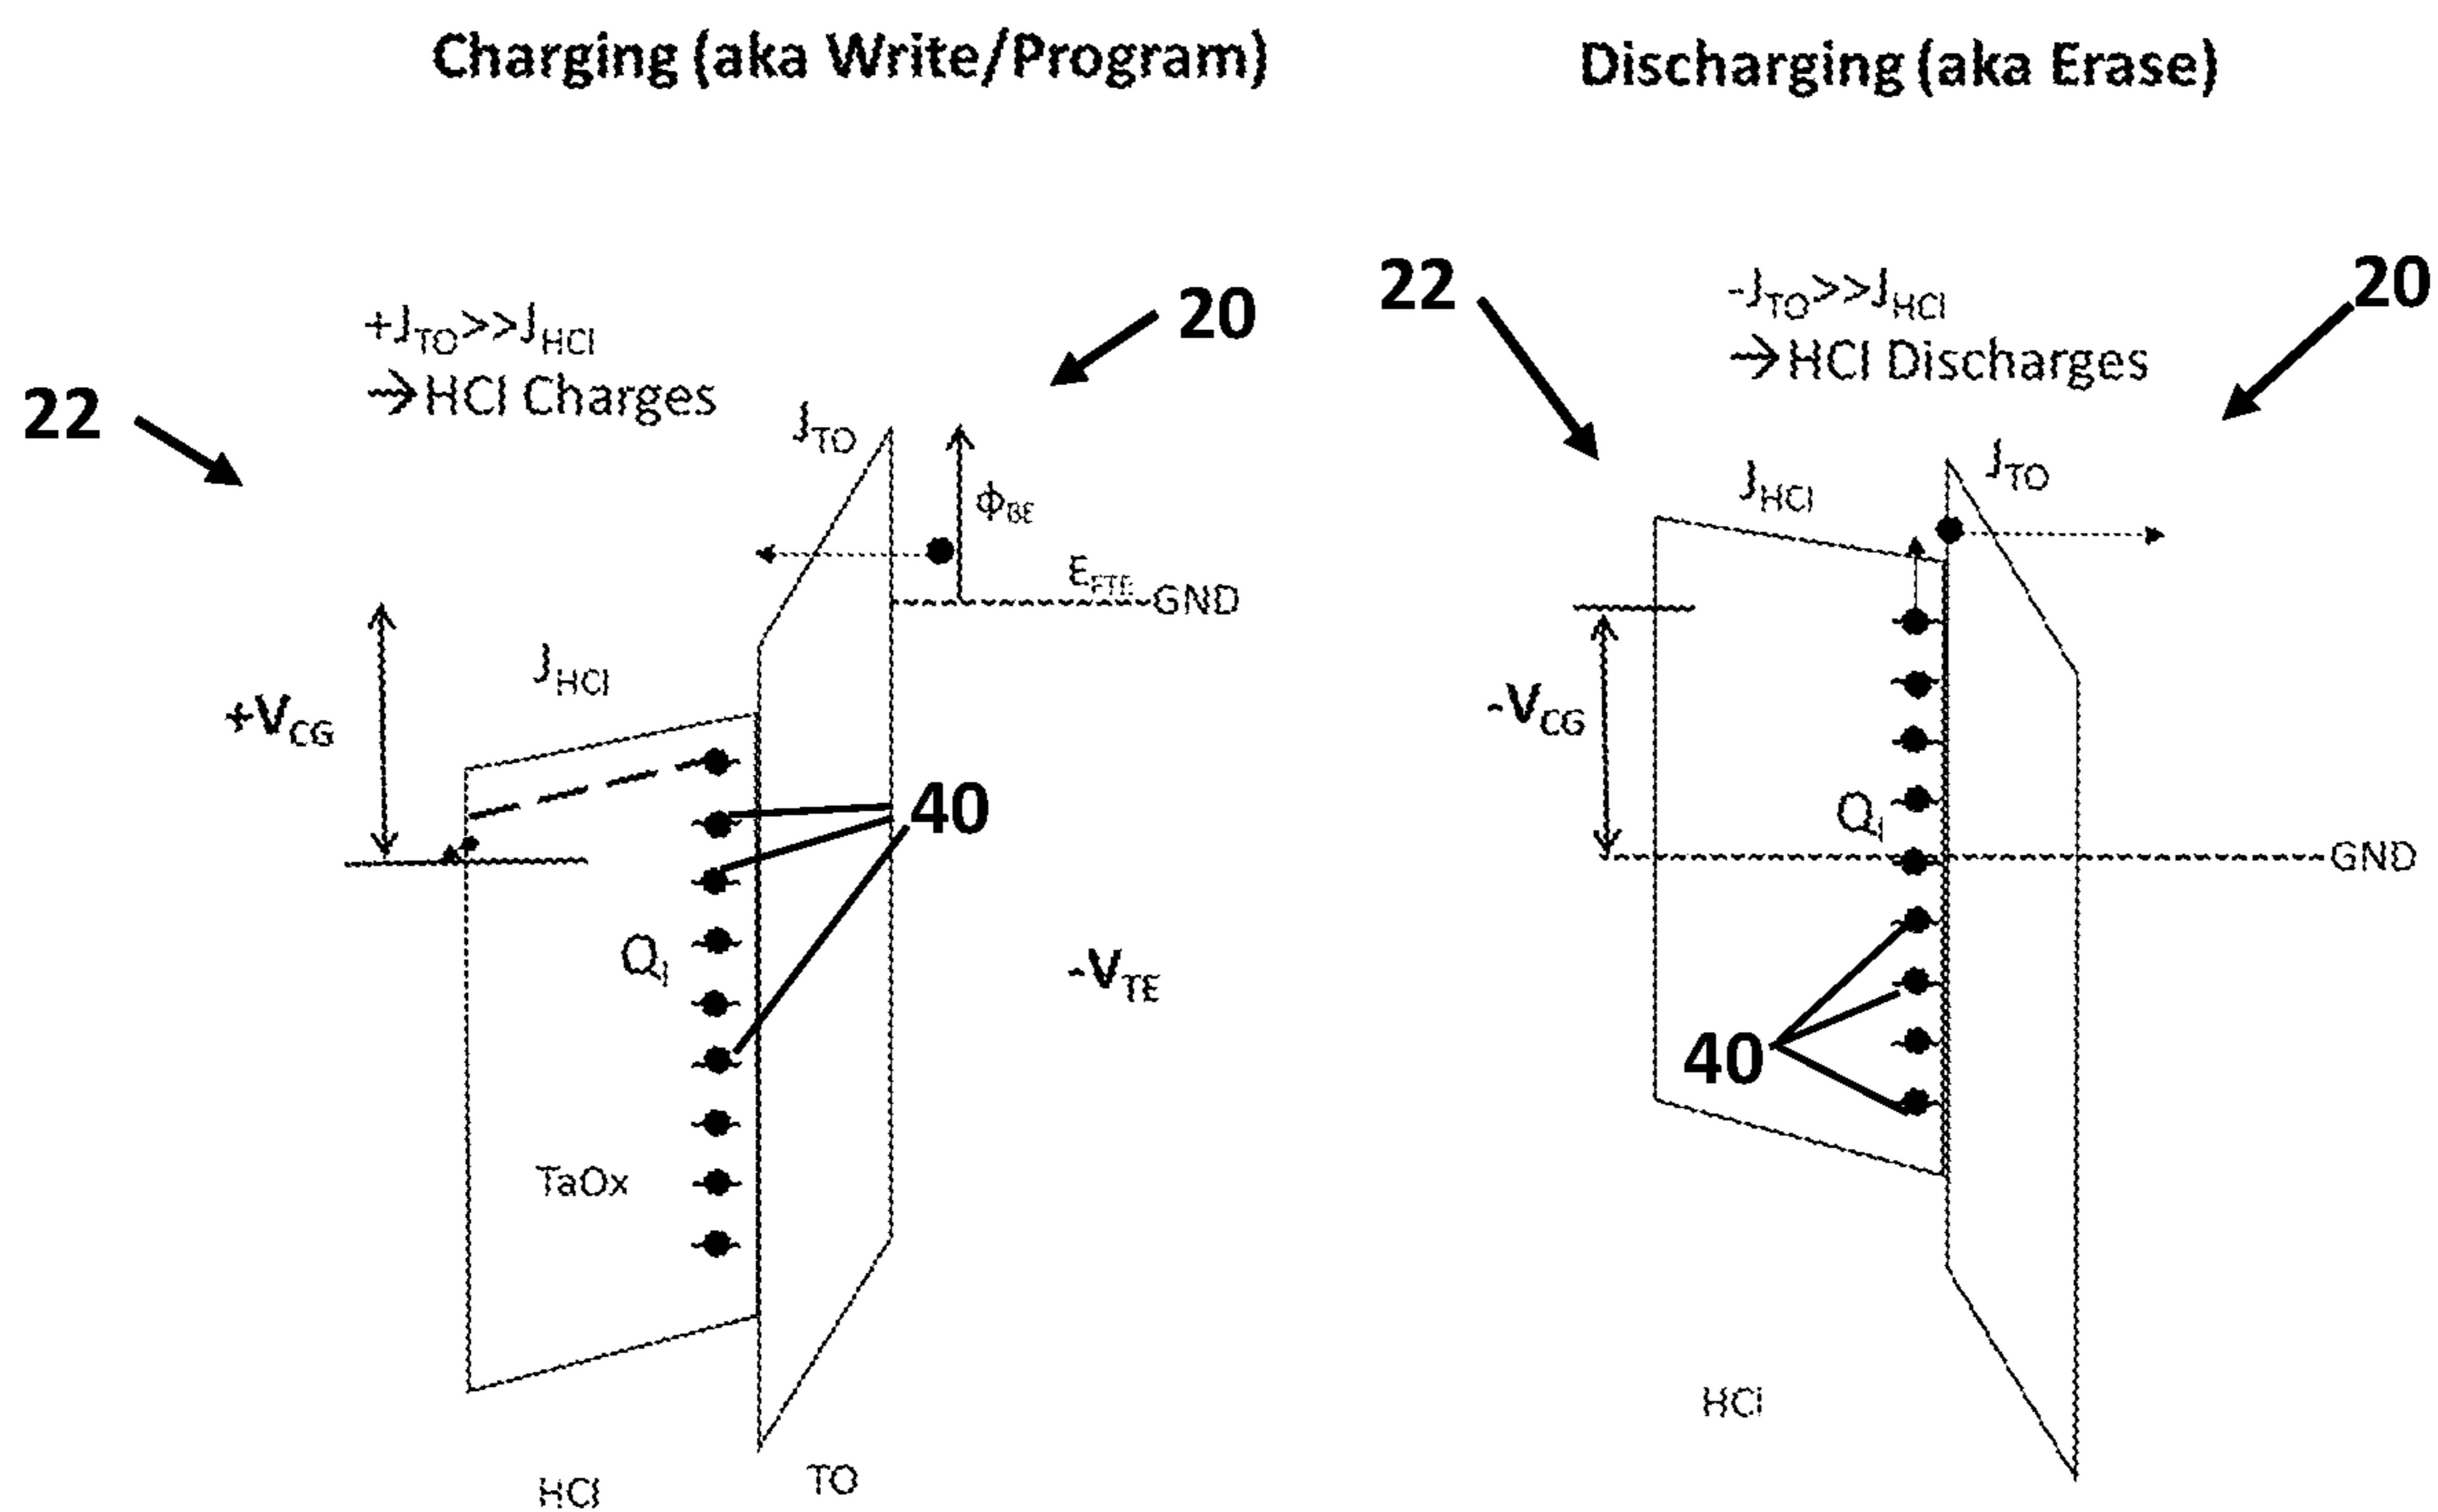 Charging (aka Write/Program)
+J_TO>>J_HCI
→HCI Charges
20
22
J_TO
Φ_BE
E_FTE
GND
+V_CG
J_HCI
40
Q_I
-V_TE
TaOx
HCI
TO
Discharging (aka Erase)
22
-J_TO>>J_HCI
→HCI Discharges
20
J_HCI
J_TO
-V_CG
Q_I
GND
40
HCI